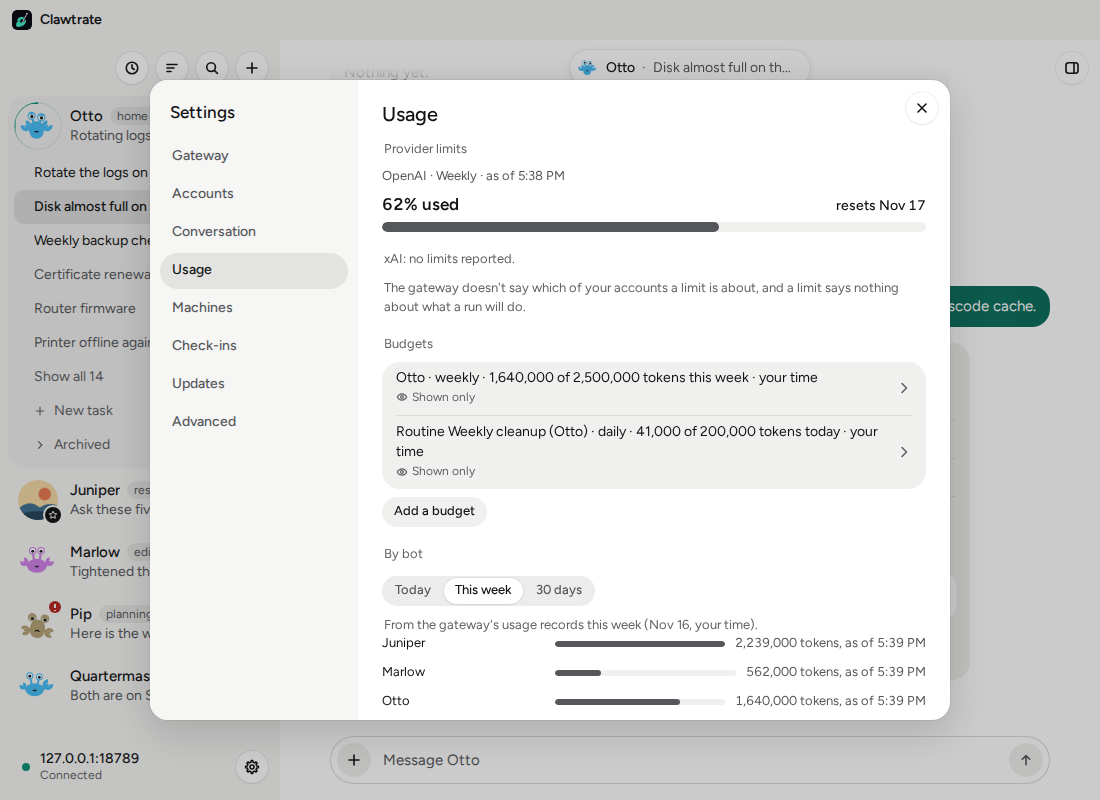 Clawtrate
Nothing yet.
Otto · Disk almost full on th...
Otto home
Rotating logs
Rotate the logs on
Disk almost full on
Weekly backup che
Certificate renewa
Router firmware
Printer offline again
Show all 14
+ New task
Archived
Juniper res
Ask these fiv
Marlow edi
Tightened th
Pip planning
Here is the w
Quartermas
Both are on S
127.0.0.1:18789
Connected
Settings
Gateway
Accounts
Conversation
Usage
Machines
Check-ins
Updates
Advanced
Usage
Provider limits
OpenAI · Weekly · as of 5:38 PM
62% used
resets Nov 17
xAI: no limits reported.
The gateway doesn't say which of your accounts a limit is about, and a limit says nothing
about what a run will do.
Budgets
Otto · weekly · 1,640,000 of 2,500,000 tokens this week · your time
Shown only
Routine Weekly cleanup (Otto) · daily · 41,000 of 200,000 tokens today · your
time
Shown only
Add a budget
By bot
Today This week 30 days
From the gateway's usage records this week (Nov 16, your time).
Juniper 2,239,000 tokens, as of 5:39 PM
Marlow 562,000 tokens, as of 5:39 PM
Otto 1,640,000 tokens, as of 5:39 PM
scode cache.
Message Otto